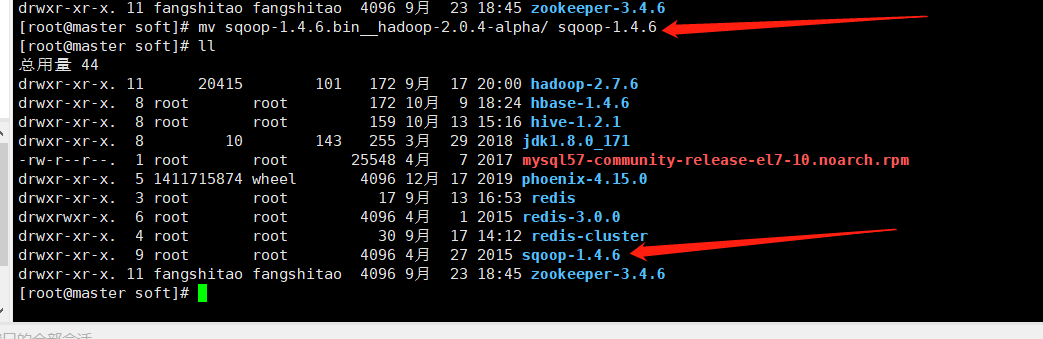 drwxr-xr-x. 11 fangshitao fangshitao  4096 9月  23 18:45 zookeeper-3.4.6
[root@master soft]# mv sqoop-1.4.6.bin__hadoop-2.0.4-alpha/ sqoop-1.4.6
[root@master soft]# ll
总用量 44
drwxr-xr-x. 11      20415        101   172 9月  17 20:00 hadoop-2.7.6
drwxr-xr-x.  8 root       root         172 10月  9 18:24 hbase-1.4.6
drwxr-xr-x.  8 root       root         159 10月 13 15:16 hive-1.2.1
drwxr-xr-x.  8         10        143   255 3月  29 2018 jdk1.8.0_171
-rw-r--r--.  1 root       root       25548 4月   7 2017 mysql57-community-release-el7-10.noarch.rpm
drwxr-xr-x.  5 1411715874 wheel       4096 12月 17 2019 phoenix-4.15.0
drwxr-xr-x.  3 root       root          17 9月  13 16:53 redis
drwxrwxr-x.  6 root       root        4096 4月   1 2015 redis-3.0.0
drwxr-xr-x.  4 root       root          30 9月  17 14:12 redis-cluster
drwxr-xr-x.  9 root       root        4096 4月  27 2015 sqoop-1.4.6
drwxr-xr-x. 11 fangshitao fangshitao  4096 9月  23 18:45 zookeeper-3.4.6
[root@master soft]#